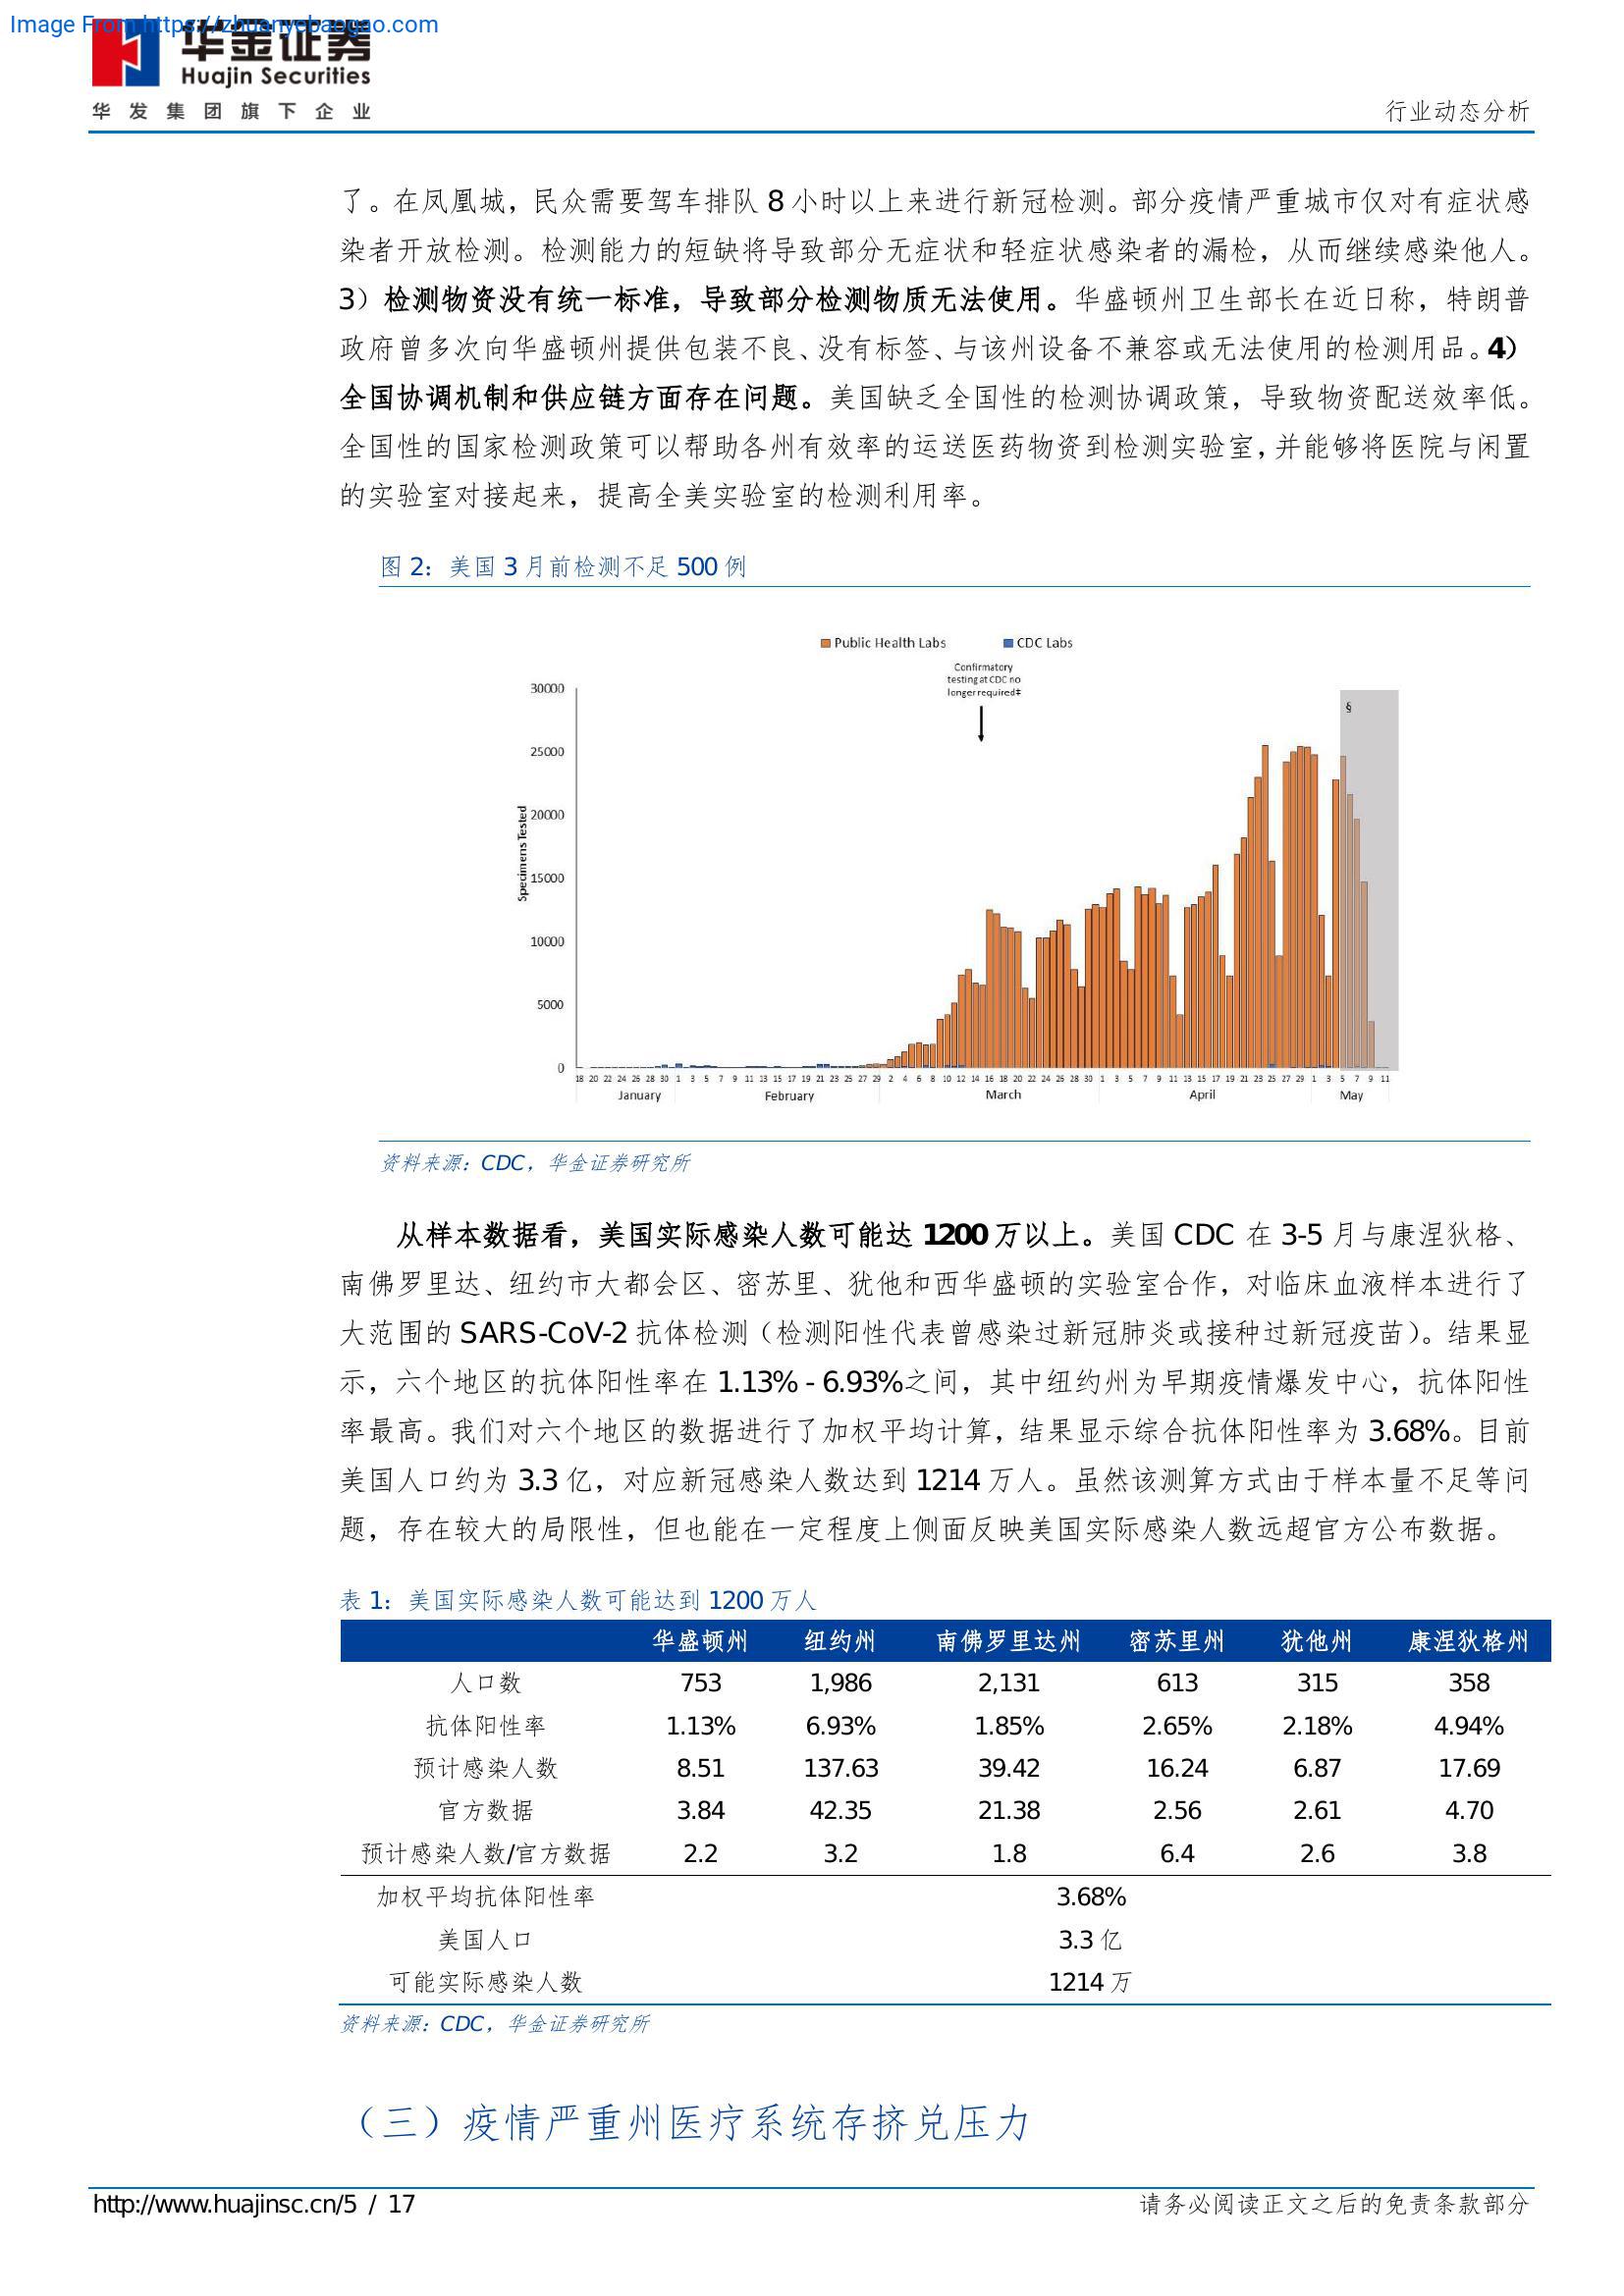 Image From https://zhuanyebaogao.com
华金证券
Huajin Securities
华发集团旗下企业
行业动态分析
了。在凤凰城，民众需要驾车排队 8 小时以上来进行新冠检测。部分疫情严重城市仅对有症状感
染者开放检测。检测能力的短缺将导致部分无症状和轻症状感染者的漏检，从而继续感染他人。
3）检测物资没有统一标准，导致部分检测物质无法使用。华盛顿州卫生部长在近日称，特朗普
政府曾多次向华盛顿州提供包装不良、没有标签、与该州设备不兼容或无法使用的检测用品。4）
全国协调机制和供应链方面存在问题。美国缺乏全国性的检测协调政策，导致物资配送效率低。
全国性的国家检测政策可以帮助各州有效率的运送医药物资到检测实验室，并能够将医院与闲置
的实验室对接起来，提高全美实验室的检测利用率。
图 2：美国 3 月前检测不足 500 例
Public Health Labs CDC Labs
Confirmatory
testing at CDC no
longer required‡
§
Specimens Tested
30000
25000
20000
15000
10000
5000
0
18 20 22 24 26 28 30 1 3 5 7 9 11 13 15 17 19 21 23 25 27 29 2 4 6 8 10 12 14 16 18 20 22 24 26 28 30 1 3 5 7 9 11 13 15 17 19 21 23 25 27 29 1 3 5 7 9 11
January February March April May
资料来源：CDC，华金证券研究所
从样本数据看，美国实际感染人数可能达 1200 万以上。美国 CDC 在 3-5 月与康涅狄格、
南佛罗里达、纽约市大都会区、密苏里、犹他和西华盛顿的实验室合作，对临床血液样本进行了
大范围的 SARS-CoV-2 抗体检测（检测阳性代表曾感染过新冠肺炎或接种过新冠疫苗）。结果显
示，六个地区的抗体阳性率在 1.13% - 6.93%之间，其中纽约州为早期疫情爆发中心，抗体阳性
率最高。我们对六个地区的数据进行了加权平均计算，结果显示综合抗体阳性率为 3.68%。目前
美国人口约为 3.3 亿，对应新冠感染人数达到 1214 万人。虽然该测算方式由于样本量不足等问
题，存在较大的局限性，但也能在一定程度上侧面反映美国实际感染人数远超官方公布数据。
表 1：美国实际感染人数可能达到 1200 万人
华盛顿州 纽约州 南佛罗里达州 密苏里州 犹他州 康涅狄格州
人口数 753 1,986 2,131 613 315 358
抗体阳性率 1.13% 6.93% 1.85% 2.65% 2.18% 4.94%
预计感染人数 8.51 137.63 39.42 16.24 6.87 17.69
官方数据 3.84 42.35 21.38 2.56 2.61 4.70
预计感染人数/官方数据 2.2 3.2 1.8 6.4 2.6 3.8
加权平均抗体阳性率 3.68%
美国人口 3.3 亿
可能实际感染人数 1214 万
资料来源：CDC，华金证券研究所
（三）疫情严重州医疗系统存挤兑压力
http://www.huajinsc.cn/5 / 17
请务必阅读正文之后的免责条款部分